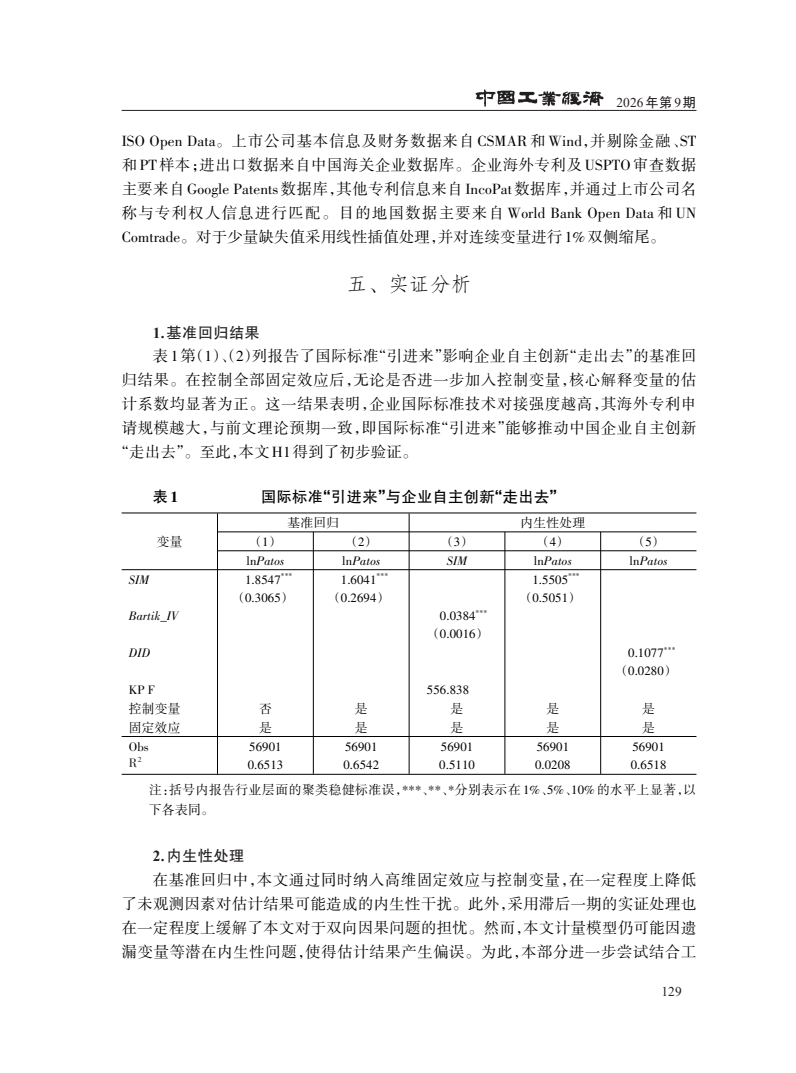 中國工業經濟 2026年第9期
ISO Open Data。上市公司基本信息及财务数据来自CSMAR和Wind,并剔除金融、ST
和PT样本;进出口数据来自中国海关企业数据库。企业海外专利及USPTO审查数据
主要来自Google Patents数据库,其他专利信息来自IncoPat数据库,并通过上市公司名
称与专利权人信息进行匹配。目的地国数据主要来自World Bank Open Data和UN
Comtrade。对于少量缺失值采用线性插值处理,并对连续变量进行1%双侧缩尾。
五、实证分析
1.基准回归结果
表1第(1)、(2)列报告了国际标准“引进来”影响企业自主创新“走出去”的基准回
归结果。在控制全部固定效应后,无论是否进一步加入控制变量,核心解释变量的估
计系数均显著为正。这一结果表明,企业国际标准技术对接强度越高,其海外专利申
请规模越大,与前文理论预期一致,即国际标准“引进来”能够推动中国企业自主创新
“走出去”。至此,本文H1得到了初步验证。
表1 国际标准“引进来”与企业自主创新“走出去”
基准回归 内生性处理
变量 (1) (2) (3) (4) (5)
lnPatos lnPatos SIM lnPatos lnPatos
SIM 1.8547*** 1.6041*** 1.5505***
(0.3065) (0.2694) (0.5051)
Bartik_IV 0.0384***
(0.0016)
DID 0.1077***
(0.0280)
KP F 556.838
控制变量 否 是 是 是 是
固定效应 是 是 是 是 是
Obs 56901 56901 56901 56901 56901
R² 0.6513 0.6542 0.5110 0.0208 0.6518
注:括号内报告行业层面的聚类稳健标准误,***、**、*分别表示在1%、5%、10%的水平上显著,以
下各表同。
2.内生性处理
在基准回归中,本文通过同时纳入高维固定效应与控制变量,在一定程度上降低
了未观测因素对估计结果可能造成的内生性干扰。此外,采用滞后一期的实证处理也
在一定程度上缓解了本文对于双向因果问题的担忧。然而,本文计量模型仍可能因遗
漏变量等潜在内生性问题,使得估计结果产生偏误。为此,本部分进一步尝试结合工
129